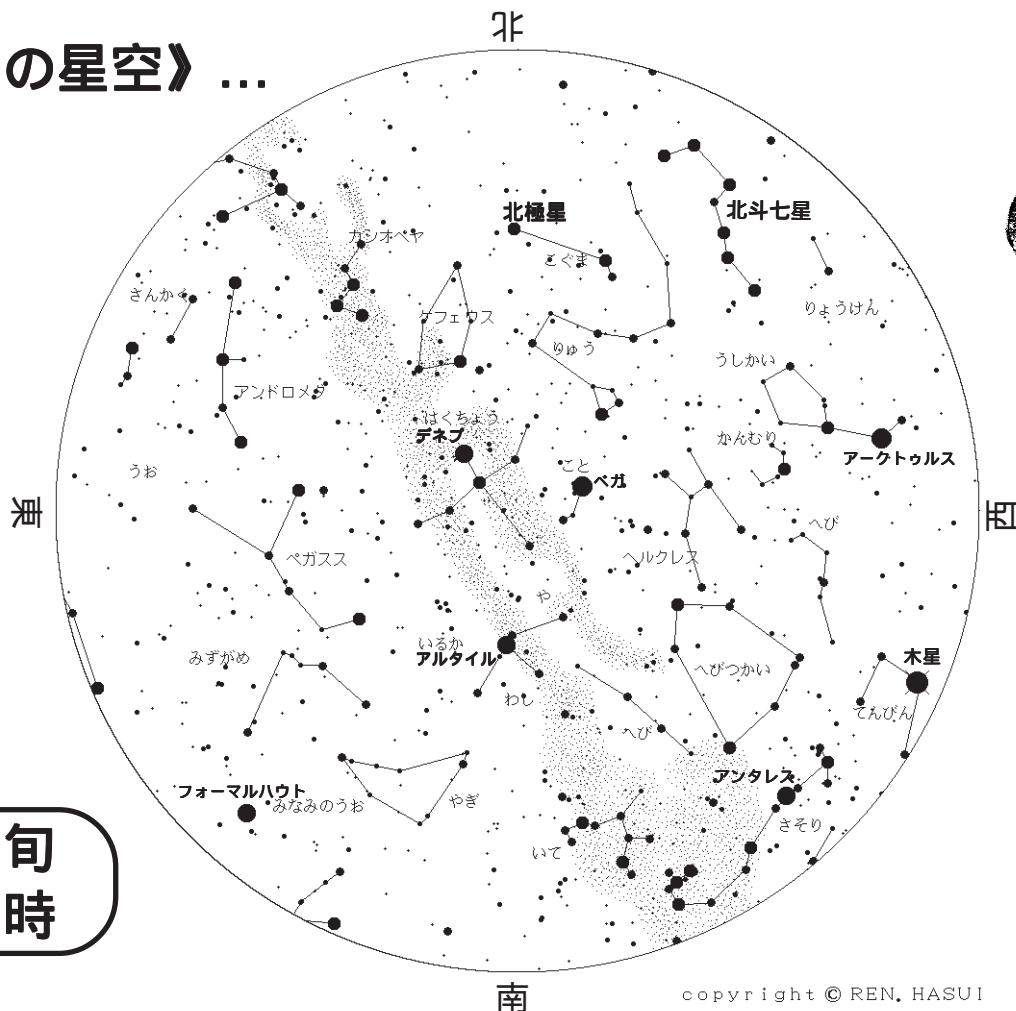 北
の星空》…
北極星
北斗七星
カシオペヤ
こぐま
さんかく
りょうけん
ケフェウス
りゅう
うしかい
アンドロメダ
はくちょう
デネブ
かんむり
アークトゥルス
うお
こと
ベガ
東
西
へび
ペガスス
ヘルクレス
や
いるか
アルタイル
みずがめ
へびつかい
木星
わし
てんびん
へび
アンタレス
フォーマルハウト
みなみのうお
やぎ
さそり
旬
時
いて
南
copyright © REN. HASUI